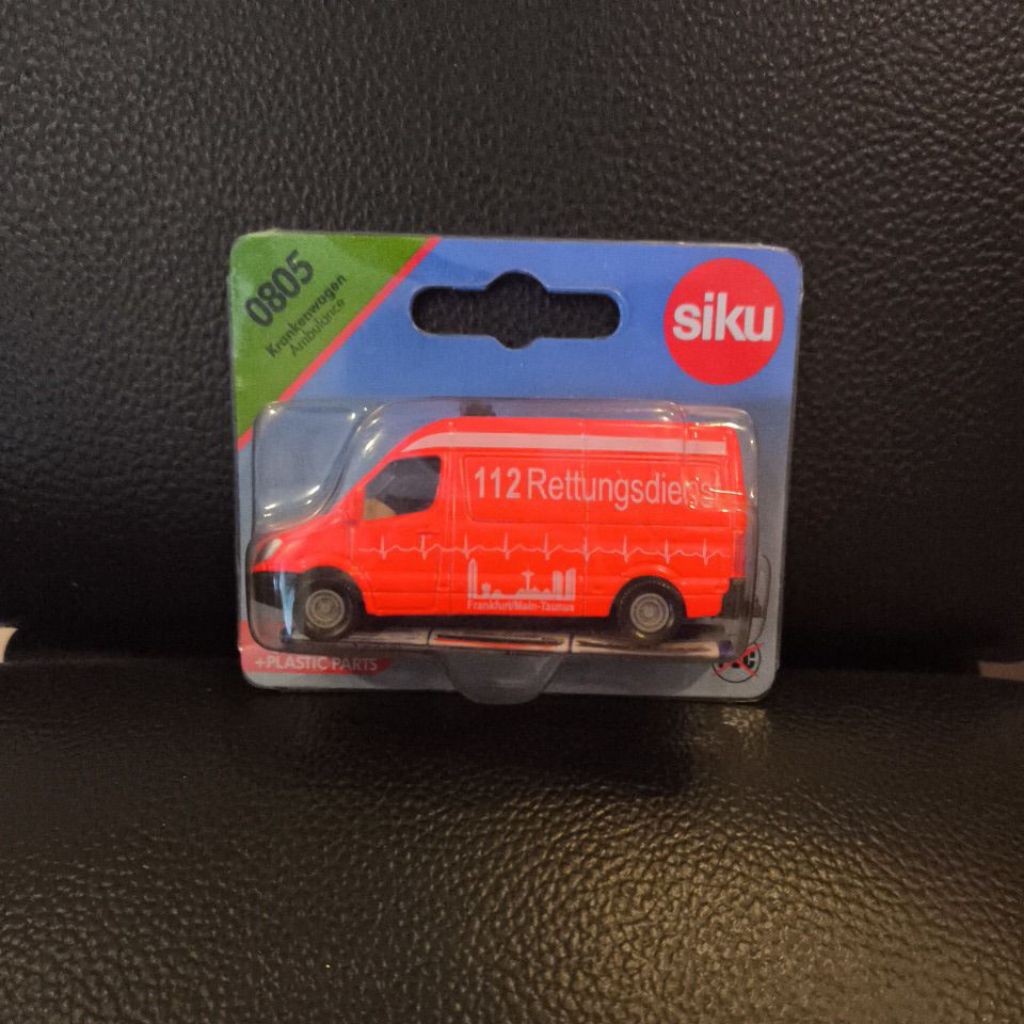 0805
Krankenwagen
Ambulance
siku
112 Rettungsdienst
Frankfurt/Main-Taunus
+PLASTIC PARTS